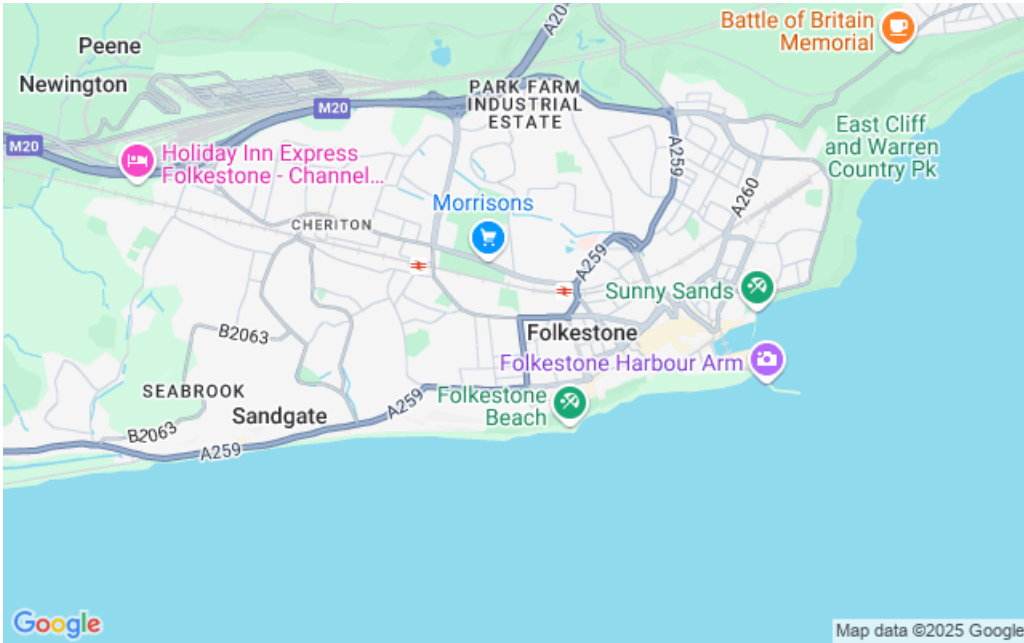 Battle of Britain
Memorial
A20
Peene
Newington
PARK FARM
INDUSTRIAL
ESTATE
M20
M20
East Cliff
and Warren
Country Pk
Holiday Inn Express
Folkestone - Channel...
A259
A260
Morrisons
CHERITON
A259
Sunny Sands
B2063
Folkestone
Folkestone Harbour Arm
SEABROOK
Sandgate
A259
Folkestone
Beach
B2063
A259
Google
Map data ©2025 Google